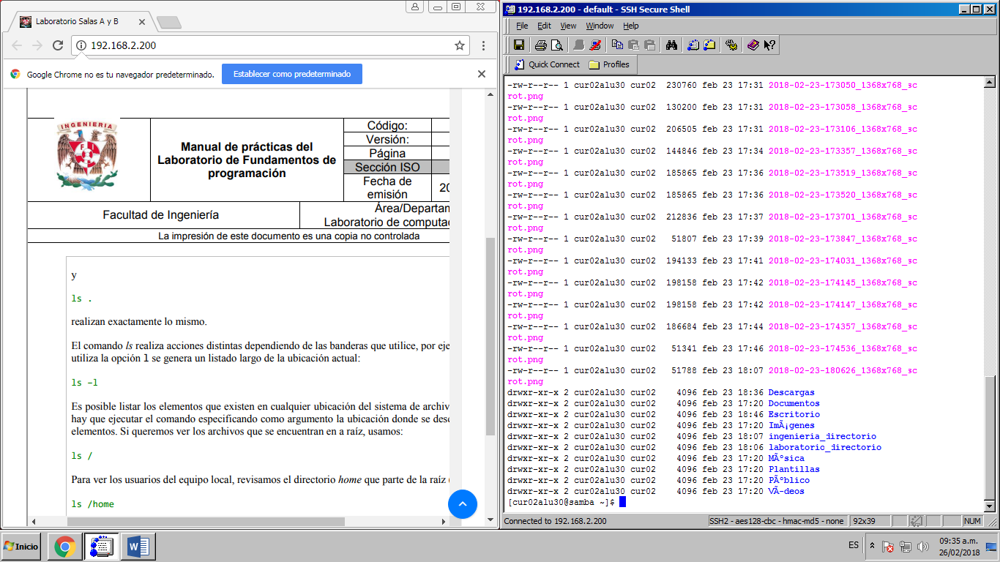 Laboratorio Salas A y B
192.168.2.200
Google Chrome no es tu navegador predeterminado. Establecer como predeterminado
INGENIERIA
Manual de prácticas del
Laboratorio de Fundamentos de
programación
Código:
Versión:
Página
Sección ISO
Fecha de
emisión
20
Facultad de Ingeniería
Área/Departam
Laboratorio de computac
La impresión de este documento es una copia no controlada
y
ls .
realizan exactamente lo mismo.
El comando ls realiza acciones distintas dependiendo de las banderas que utilice, por eje
utiliza la opción l se genera un listado largo de la ubicación actual:
ls –l
Es posible listar los elementos que existen en cualquier ubicación del sistema de archiv
hay que ejecutar el comando especificando como argumento la ubicación donde se dese
elementos. Si queremos ver los archivos que se encuentran en a raíz, usamos:
ls /
Para ver los usuarios del equipo local, revisamos el directorio home que parte de la raíz
ls /home
192.168.2.200 - default - SSH Secure Shell
File Edit View Window Help
Quick Connect Profiles
-rw-r--r-- 1 cur02alu30 cur02 230760 feb 23 17:31 2018-02-23-173050_1368x768_sc
rot.png
-rw-r--r-- 1 cur02alu30 cur02 130200 feb 23 17:31 2018-02-23-173058_1368x768_sc
rot.png
-rw-r--r-- 1 cur02alu30 cur02 206505 feb 23 17:31 2018-02-23-173106_1368x768_sc
rot.png
-rw-r--r-- 1 cur02alu30 cur02 144846 feb 23 17:34 2018-02-23-173357_1368x768_sc
rot.png
-rw-r--r-- 1 cur02alu30 cur02 185865 feb 23 17:36 2018-02-23-173519_1368x768_sc
rot.png
-rw-r--r-- 1 cur02alu30 cur02 185865 feb 23 17:36 2018-02-23-173520_1368x768_sc
rot.png
-rw-r--r-- 1 cur02alu30 cur02 212836 feb 23 17:37 2018-02-23-173701_1368x768_sc
rot.png
-rw-r--r-- 1 cur02alu30 cur02 51807 feb 23 17:39 2018-02-23-173847_1368x768_sc
rot.png
-rw-r--r-- 1 cur02alu30 cur02 194133 feb 23 17:41 2018-02-23-174031_1368x768_sc
rot.png
-rw-r--r-- 1 cur02alu30 cur02 198158 feb 23 17:42 2018-02-23-174145_1368x768_sc
rot.png
-rw-r--r-- 1 cur02alu30 cur02 198158 feb 23 17:42 2018-02-23-174147_1368x768_sc
rot.png
-rw-r--r-- 1 cur02alu30 cur02 186684 feb 23 17:44 2018-02-23-174357_1368x768_sc
rot.png
-rw-r--r-- 1 cur02alu30 cur02 51341 feb 23 17:46 2018-02-23-174536_1368x768_sc
rot.png
-rw-r--r-- 1 cur02alu30 cur02 51788 feb 23 18:07 2018-02-23-180626_1368x768_sc
rot.png
drwxr-xr-x 2 cur02alu30 cur02 4096 feb 23 18:36 Descargas
drwxr-xr-x 2 cur02alu30 cur02 4096 feb 23 17:20 Documentos
drwxr-xr-x 2 cur02alu30 cur02 4096 feb 23 18:46 Escritorio
drwxr-xr-x 2 cur02alu30 cur02 4096 feb 23 17:20 ImÃ¡genes
drwxr-xr-x 2 cur02alu30 cur02 4096 feb 23 18:07 ingenieria_directorio
drwxr-xr-x 2 cur02alu30 cur02 4096 feb 23 18:06 laboratorio_directorio
drwxr-xr-x 2 cur02alu30 cur02 4096 feb 23 17:20 MÃºsica
drwxr-xr-x 2 cur02alu30 cur02 4096 feb 23 17:20 Plantillas
drwxr-xr-x 2 cur02alu30 cur02 4096 feb 23 17:20 PÃºblico
drwxr-xr-x 2 cur02alu30 cur02 4096 feb 23 17:20 VÃ-deos
[cur02alu30@samba ~]$
Connected to 192.168.2.200 SSH2 - aes128-cbc - hmac-md5 - none 92x39 NUM
Inicio ES 09:35 a.m.
26/02/2018